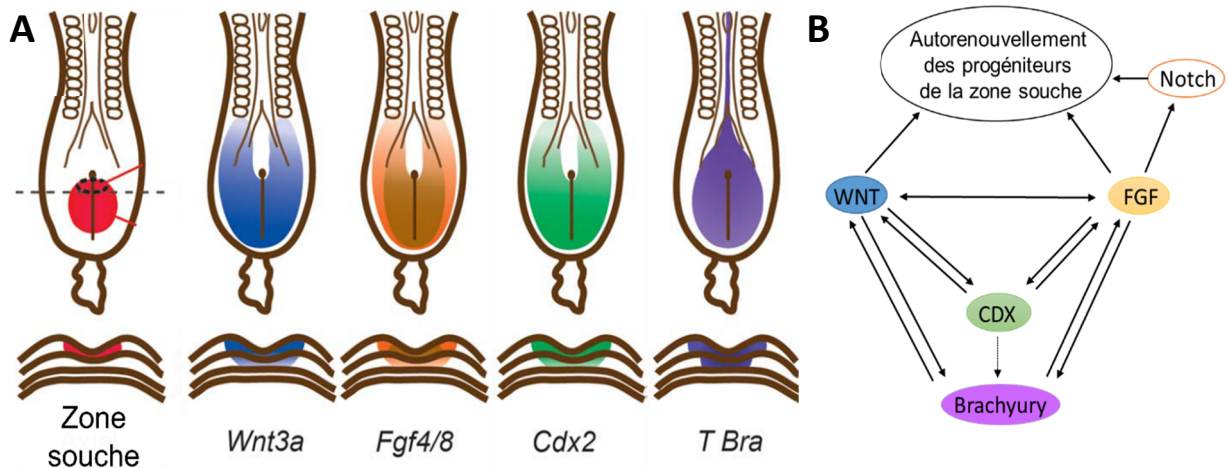 A
B
Zone
souche
Wnt3a
Fgf4/8
Cdx2
T Bra
Autorenouvellement
des progéniteurs
de la zone souche
Notch
WNT
FGF
CDX
Brachyury